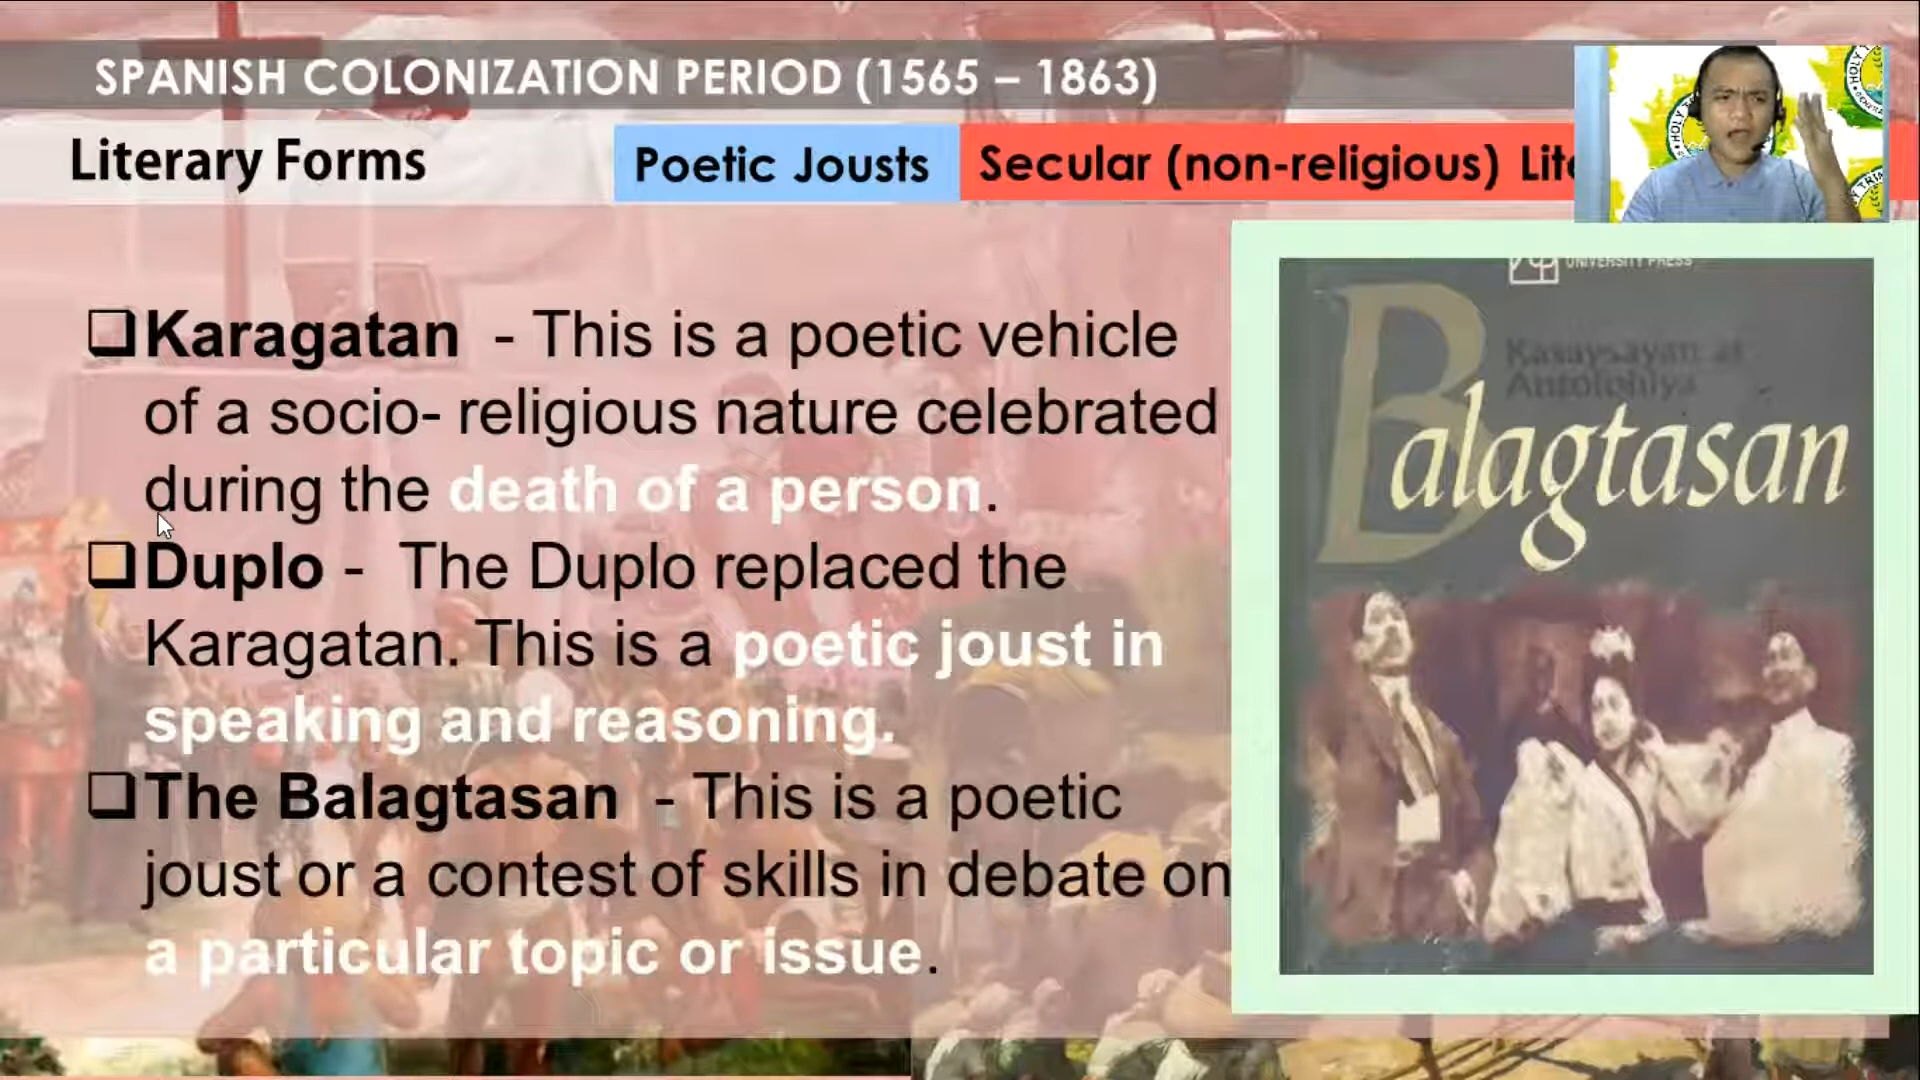 SPANISH COLONIZATION PERIOD (1565 – 1863)
Literary Forms
Poetic Jousts
Secular (non-religious)
Karagatan - This is a poetic vehicle
of a socio- religious nature celebrated
during the death of a person.
Duplo - The Duplo replaced the
Karagatan. This is a poetic joust in
speaking and reasoning.
The Balagtasan - This is a poetic
joust or a contest of skills in debate on
a particular topic or issue.
UNIVERSITY PRESS
Kasaysayan at
Antolohiya
Balagtasan
HOLY
HOLY